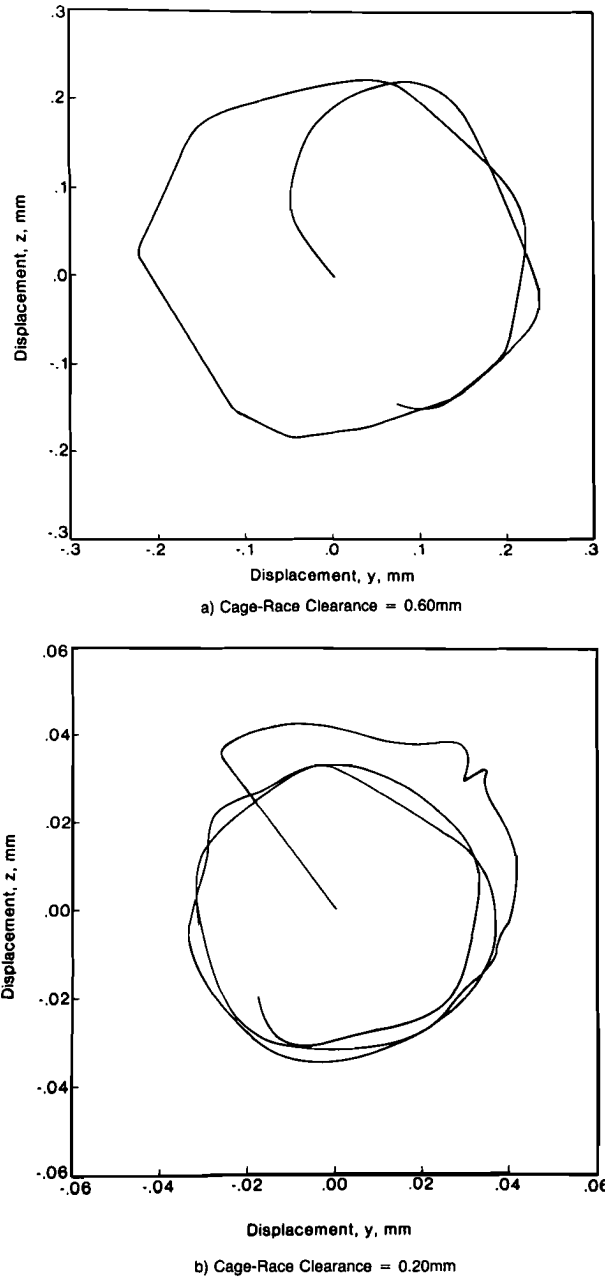 .3
.2
.1
.0
-.1
-.2
-.3
Displacement, z, mm
-.3 -.2 -.1 .0 .1 .2 .3
Displacement, y, mm
a) Cage-Race Clearance = 0.60mm
.06
.04
.02
.00
-.02
-.04
-.06
Displacement, z, mm
-.06 -.04 -.02 .00 .02 .04 .06
Displacement, y, mm
b) Cage-Race Clearance = 0.20mm